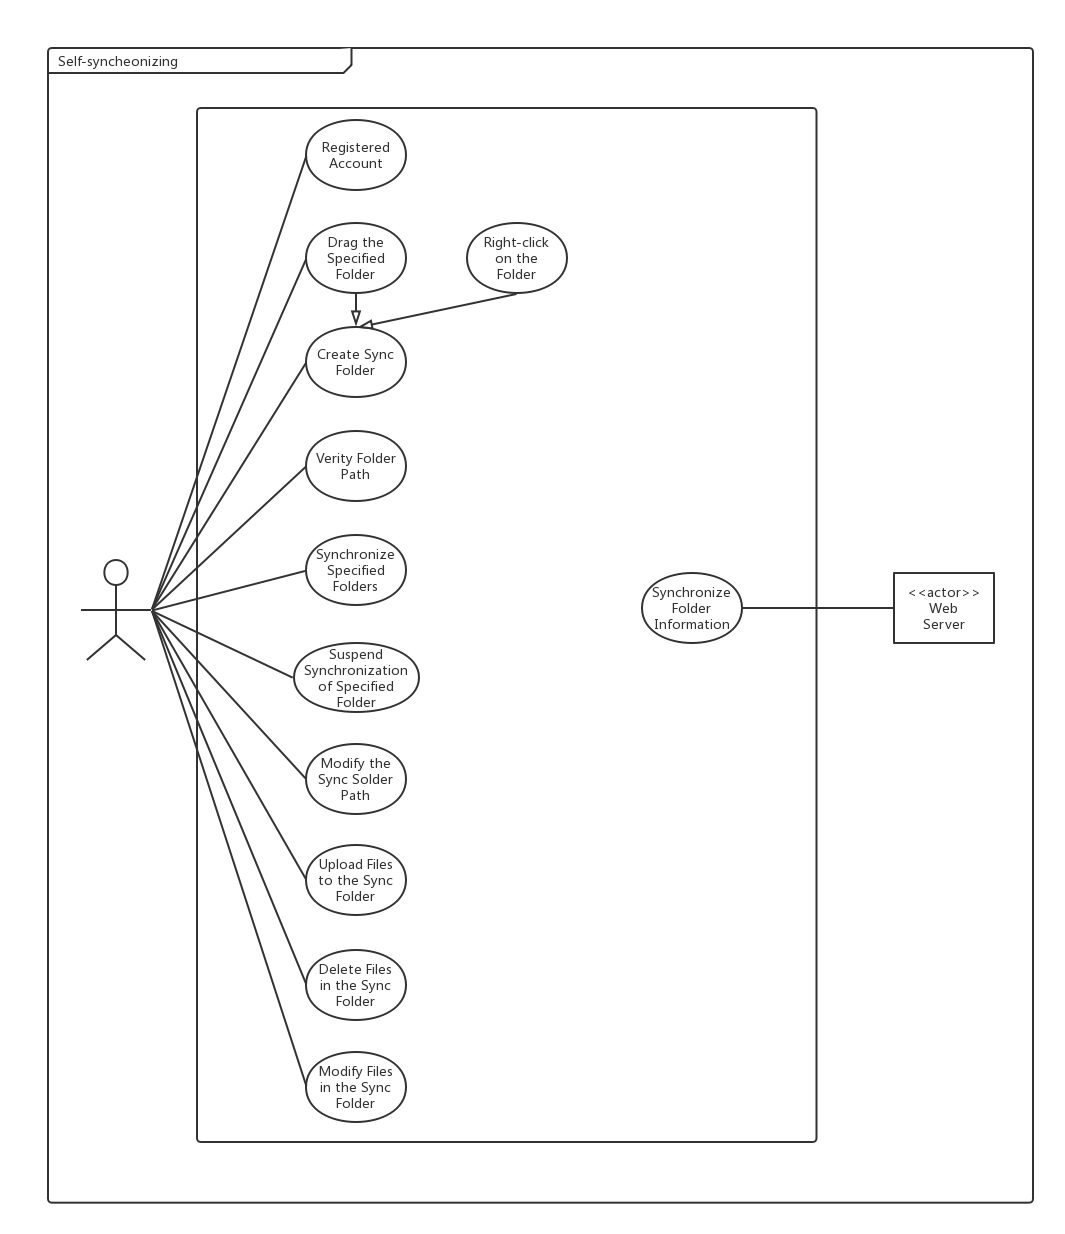 Self-syncheonizing
Registered
Account
Drag the
Specified
Folder
Right-click
on the
Folder
Create Sync
Folder
Verity Folder
Path
Synchronize
Specified
Folders
Synchronize
Folder
Information
<<actor>>
Web
Server
Suspend
Synchronization
of Specified
Folder
Modify the
Sync Solder
Path
Upload Files
to the Sync
Folder
Delete Files
in the Sync
Folder
Modify Files
in the Sync
Folder